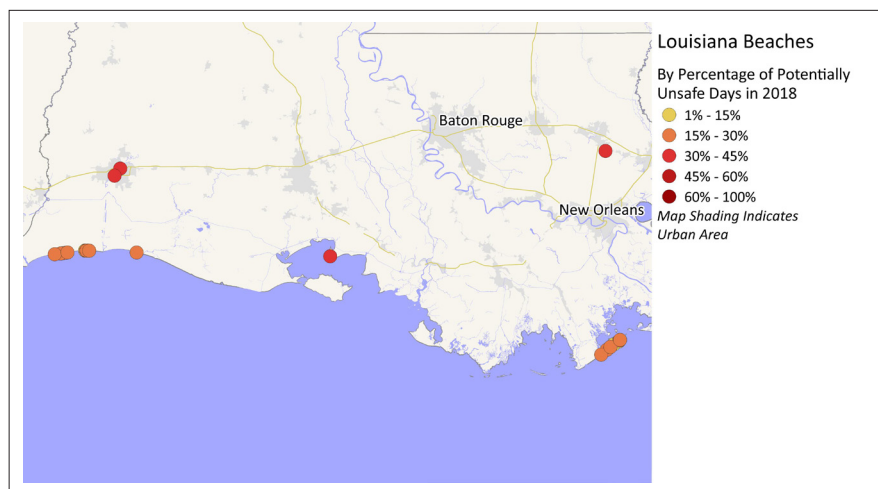 Louisiana Beaches
By Percentage of Potentially
Unsafe Days in 2018
1% - 15%
15% - 30%
30% - 45%
45% - 60%
60% - 100%
Map Shading Indicates
Urban Area
Baton Rouge
New Orleans